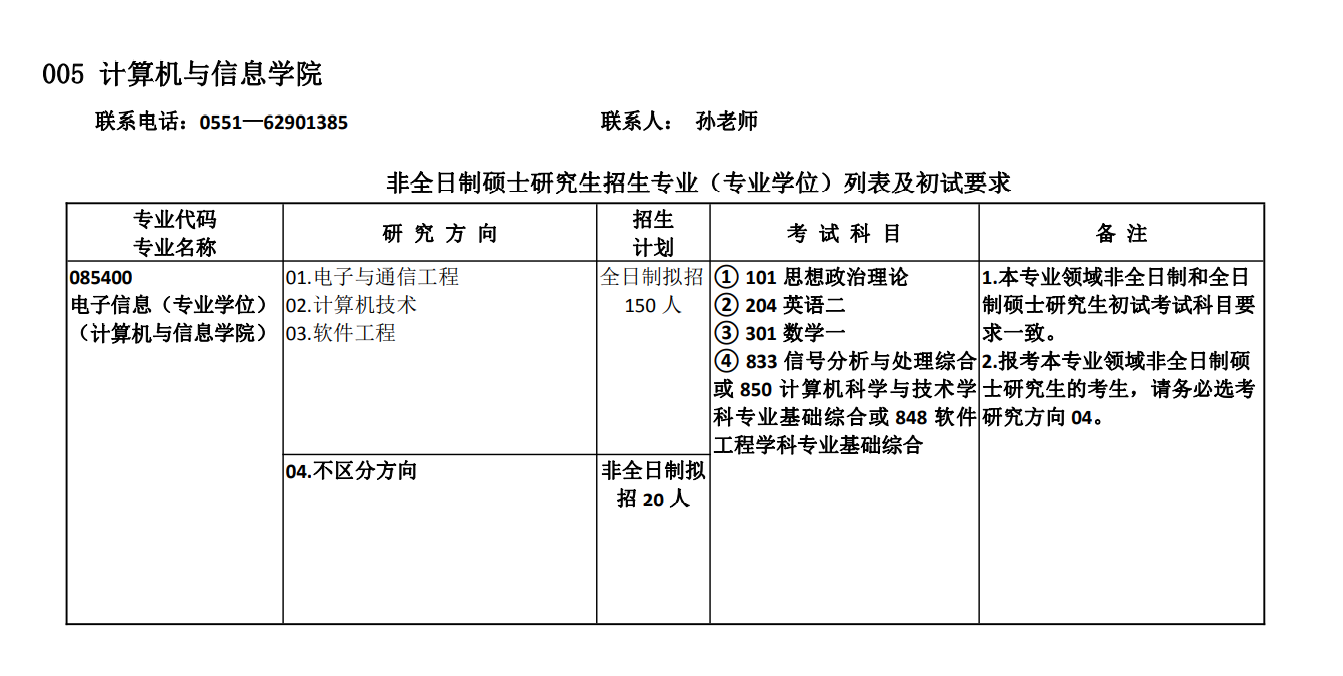 005 计算机与信息学院
联系电话：0551—62901385 联系人： 孙老师
非全日制硕士研究生招生专业（专业学位）列表及初试要求
专业代码
专业名称
研 究 方 向
招生
计划
考 试 科 目
备 注
085400
电子信息（专业学位）
（计算机与信息学院）
01.电子与通信工程
02.计算机技术
03.软件工程
全日制拟招
150 人
① 101 思想政治理论
② 204 英语二
③ 301 数学一
④ 833 信号分析与处理综合
或 850 计算机科学与技术学
科专业基础综合或 848 软件
工程学科专业基础综合
1.本专业领域非全日制和全日
制硕士研究生初试考试科目要
求一致。
2.报考本专业领域非全日制硕
士研究生的考生，请务必选考
研究方向 04。
04.不区分方向
非全日制拟
招 20 人